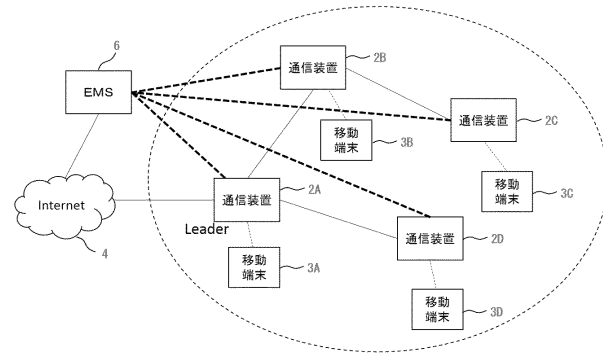 6
EMS
通信装置
2B
移動
端末
3B
通信装置
2C
移動
端末
3C
Internet
4
通信装置
2A
Leader
移動
端末
3A
通信装置
2D
移動
端末
3D